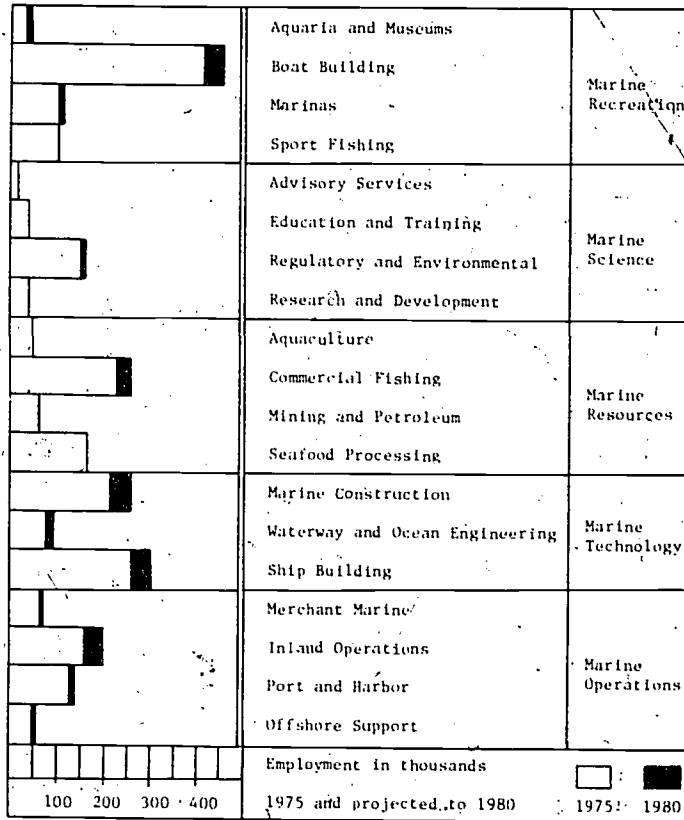 Aquaria and Museums
Boat Building
Marinas
Sport Fishing
Marine
Recreation
Advisory Services
Education and Training
Regulatory and Environmental
Research and Development
Marine
Science
Aquaculture
Commercial Fishing
Mining and Petroleum
Seafood Processing
Marine
Resources
Marine Construction
Waterway and Ocean Engineering
Ship Building
Marine
Technology
Merchant Marine
Inland Operations
Port and Harbor
Offshore Support
Marine
Operations
100 200 300 400
Employment in thousands
1975 and projected to 1980
1975 1980